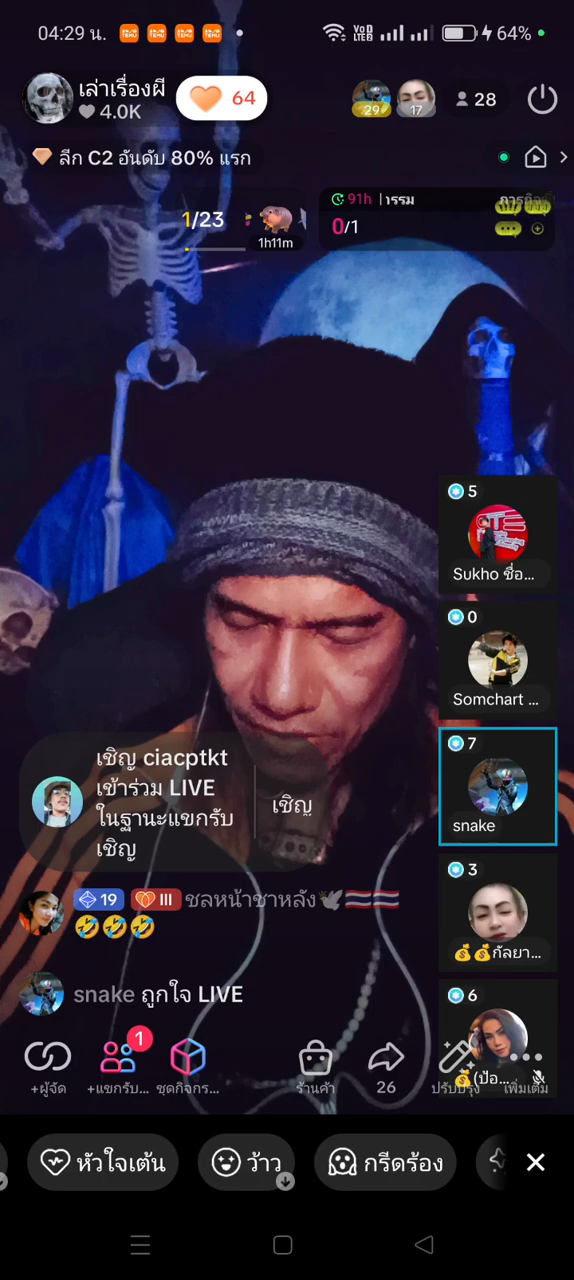 04:29 น.
VoD LTE2
64%
เล่าเรื่องผี
4.0K
64
29
17
28
ลีก C2 อันดับ 80% แรก
1/23
1h11m
91h
0/1
5
Sukho ชื่อ...
0
Somchart ...
7
snake
3
💰💰กัลยา...
6
💰(ป้อ...
เชิญ ciacptkt
เข้าร่วม LIVE
ในฐานะแขกรับ
เชิญ
เชิญ
19 III ชลหน้าชาหลัง🕊️🇹🇭🇹🇭
🤣🤣🤣
snake ถูกใจ LIVE
1
+ผู้จัด
+แขกรับ...
ชุดกิจกร...
ร้านค้า
26
ปรับปรุง
เพิ่มเติม
หัวใจเต้น
ว้าว
กรีดร้อง